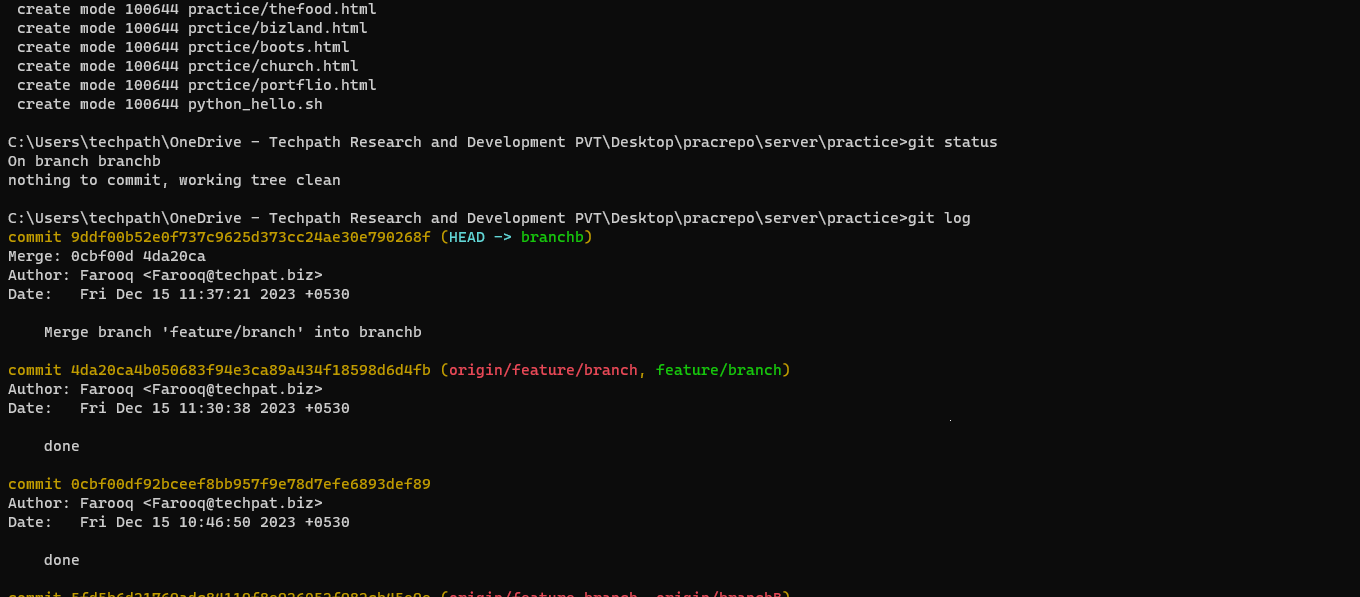 create mode 100644 practice/thefood.html
create mode 100644 prctice/bizland.html
create mode 100644 prctice/boots.html
create mode 100644 prctice/church.html
create mode 100644 prctice/portflio.html
create mode 100644 python_hello.sh
C:\Users\techpath\OneDrive - Techpath Research and Development PVT\Desktop\pracrepo\server\practice>git status
On branch branchb
nothing to commit, working tree clean
C:\Users\techpath\OneDrive - Techpath Research and Development PVT\Desktop\pracrepo\server\practice>git log
commit 9ddf00b52e0f737c9625d373cc24ae30e790268f (HEAD -> branchb)
Merge: 0cbf00d 4da20ca
Author: Farooq <Farooq@techpat.biz>
Date:   Fri Dec 15 11:37:21 2023 +0530
Merge branch 'feature/branch' into branchb
commit 4da20ca4b050683f94e3ca89a434f18598d6d4fb (origin/feature/branch, feature/branch)
Author: Farooq <Farooq@techpat.biz>
Date:   Fri Dec 15 11:30:38 2023 +0530
done
commit 0cbf00df92bceef8bb957f9e78d7efe6893def89
Author: Farooq <Farooq@techpat.biz>
Date:   Fri Dec 15 10:46:50 2023 +0530
done
commit (origin/feature branch, origin/branchB)